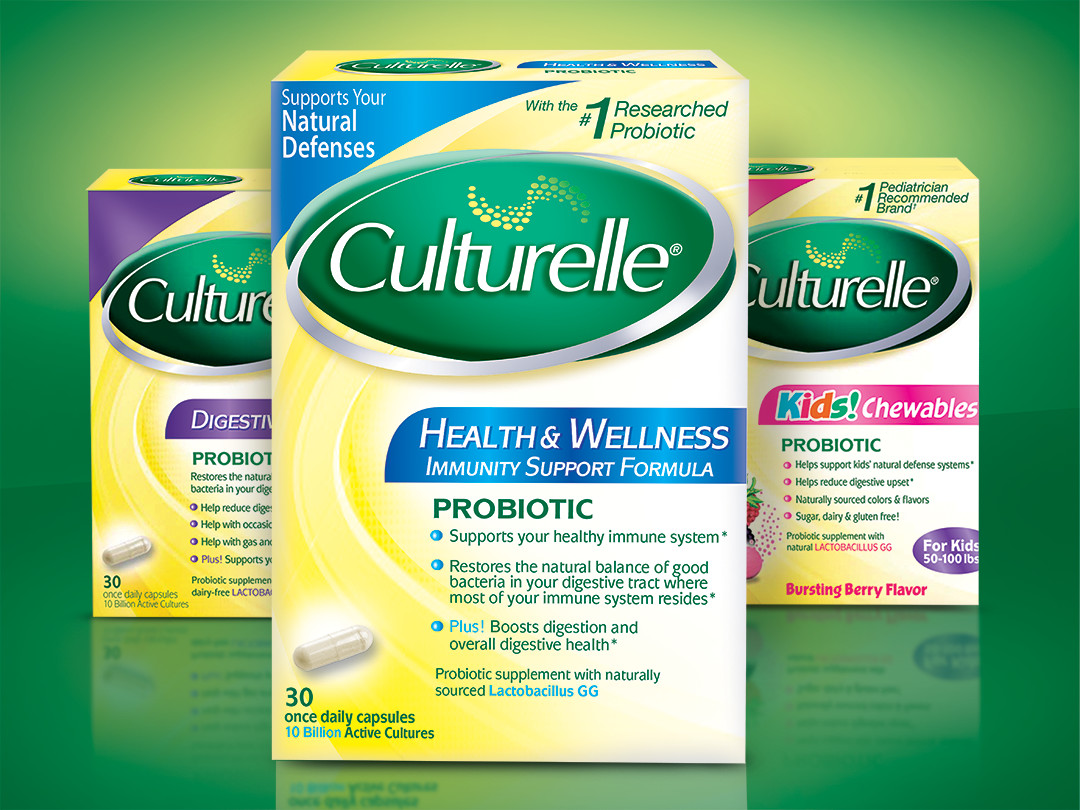 Culturelle®
HEALTH & WELLNESS
PROBIOTIC
Supports Your
Natural
Defenses
With the
#1 Researched
Probiotic
Culturelle®
HEALTH & WELLNESS
IMMUNITY SUPPORT FORMULA
PROBIOTIC
Supports your healthy immune system*
Restores the natural balance of good
bacteria in your digestive tract where
most of your immune system resides*
Plus! Boosts digestion and
overall digestive health*
Probiotic supplement with naturally
sourced Lactobacillus GG
30
once daily capsules
10 Billion Active Cultures
Culturelle
Culture
DIGESTIV
PROBIOT
Restores the natura
bacteria in your dige
Help reduce diges
Help with occasio
Help with gas and
Plus! Supports yo
Probiotic supplemen
dairy-free LACTOBA
30
once daily capsules
10 Billion Active Cultures
#1 Pediatrician
Recommended
Brand†
ulturelle®
Kids! Chewables
PROBIOTIC
Helps support kids' natural defense systems*
Helps reduce digestive upset*
Naturally sourced colors & flavors
Sugar, dairy & gluten free!
Probiotic supplement with
natural LACTOBACILLUS GG
For Kids
50-100 lbs
Bursting Berry Flavor